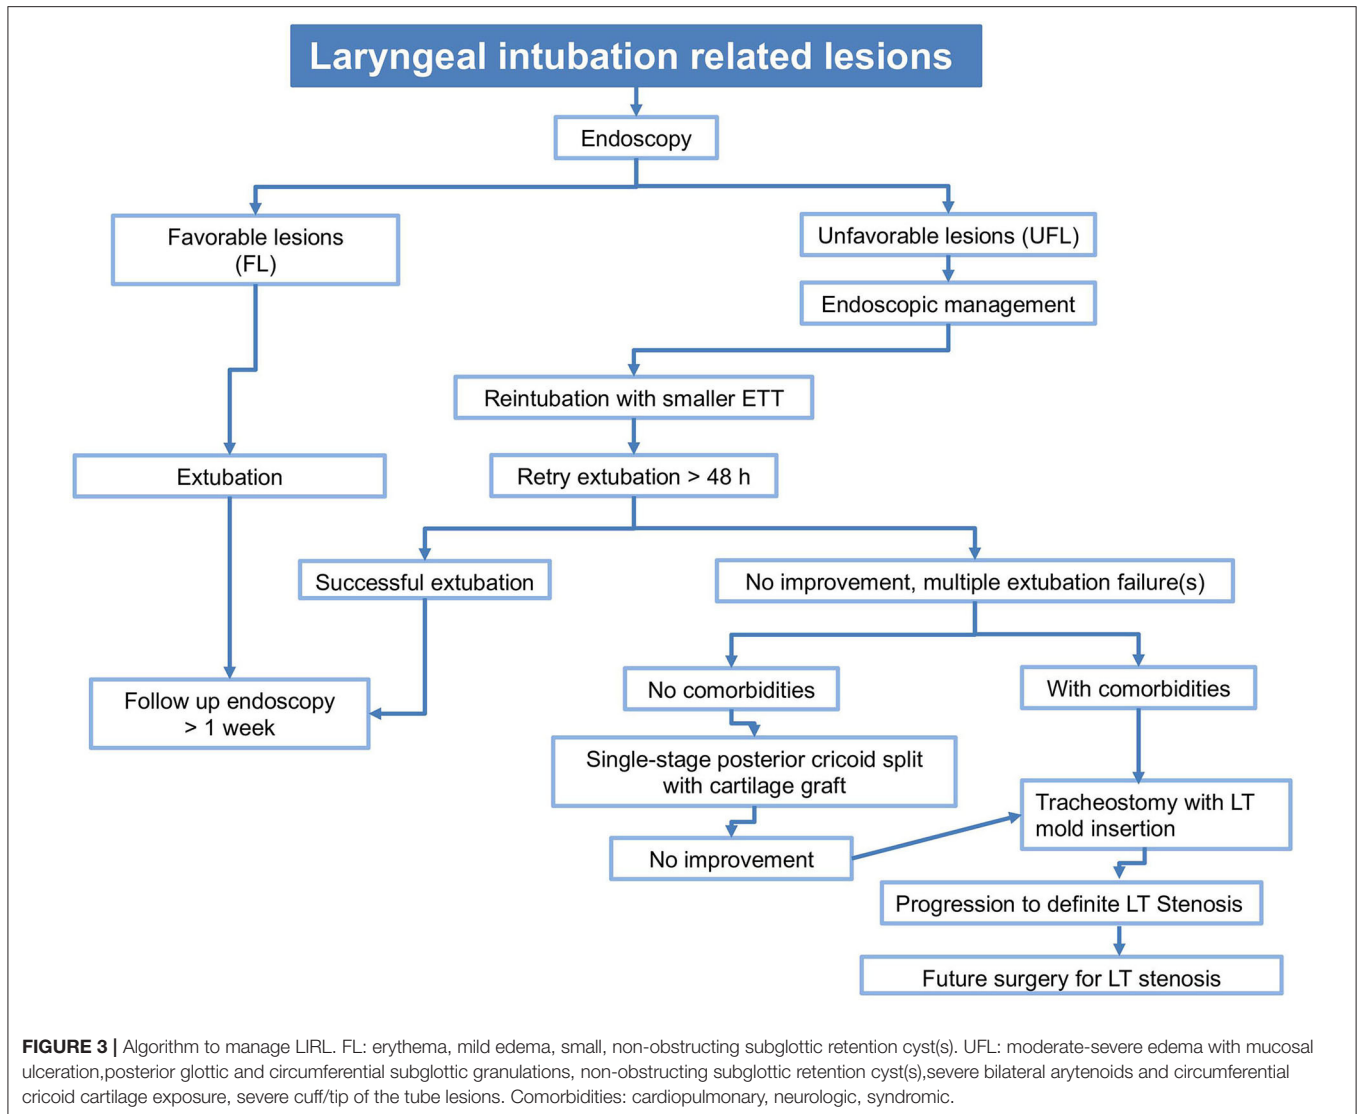 Laryngeal intubation related lesions
Endoscopy
Favorable lesions
(FL)
Unfavorable lesions (UFL)
Endoscopic management
Reintubation with smaller ETT
Extubation
Retry extubation > 48 h
Successful extubation
No improvement, multiple extubation failure(s)
Follow up endoscopy
> 1 week
No comorbidities
With comorbidities
Single-stage posterior cricoid split
with cartilage graft
Tracheostomy with LT
mold insertion
No improvement
Progression to definite LT Stenosis
Future surgery for LT stenosis
FIGURE 3 | Algorithm to manage LIRL. FL: erythema, mild edema, small, non-obstructing subglottic retention cyst(s). UFL: moderate-severe edema with mucosal
ulceration,posterior glottic and circumferential subglottic granulations, non-obstructing subglottic retention cyst(s),severe bilateral arytenoids and circumferential
cricoid cartilage exposure, severe cuff/tip of the tube lesions. Comorbidities: cardiopulmonary, neurologic, syndromic.